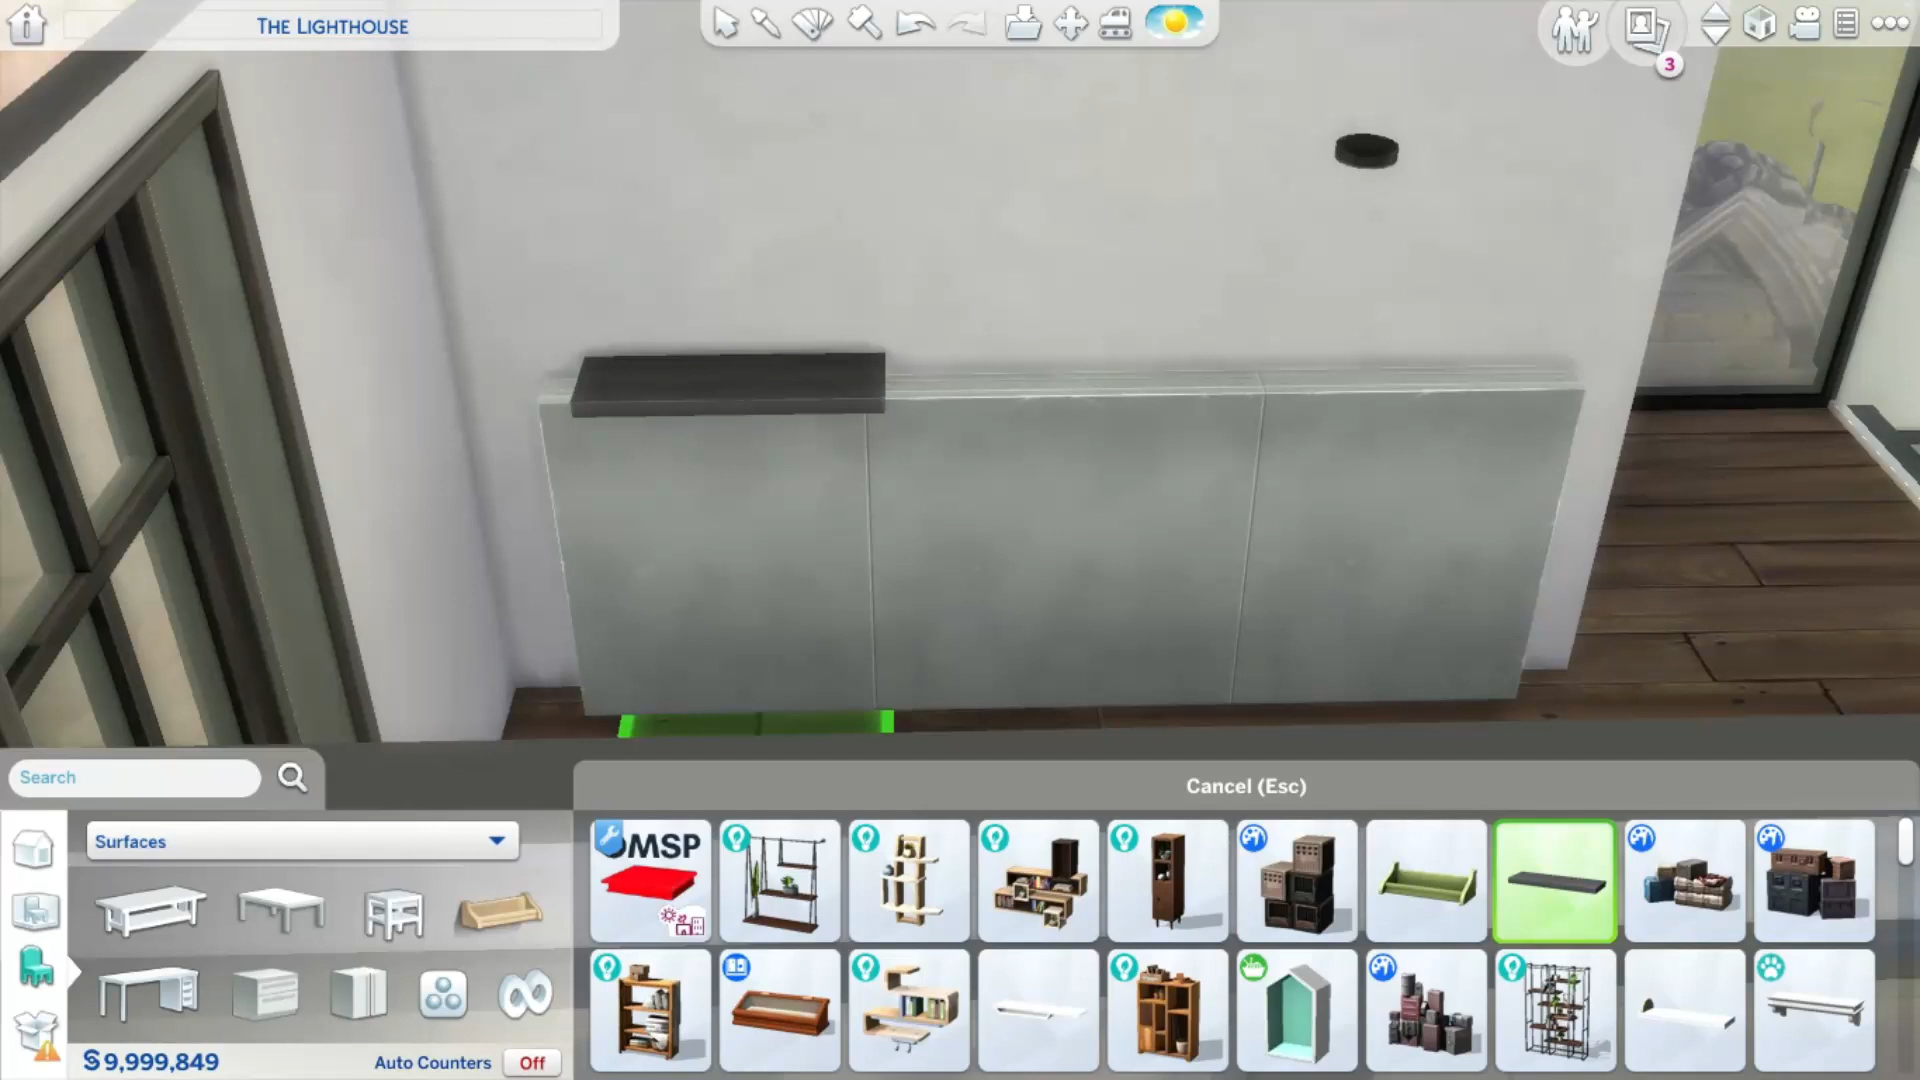 THE LIGHTHOUSE
3
Search
Cancel (Esc)
Surfaces
MSP
§9,999,849
Auto Counters
Off